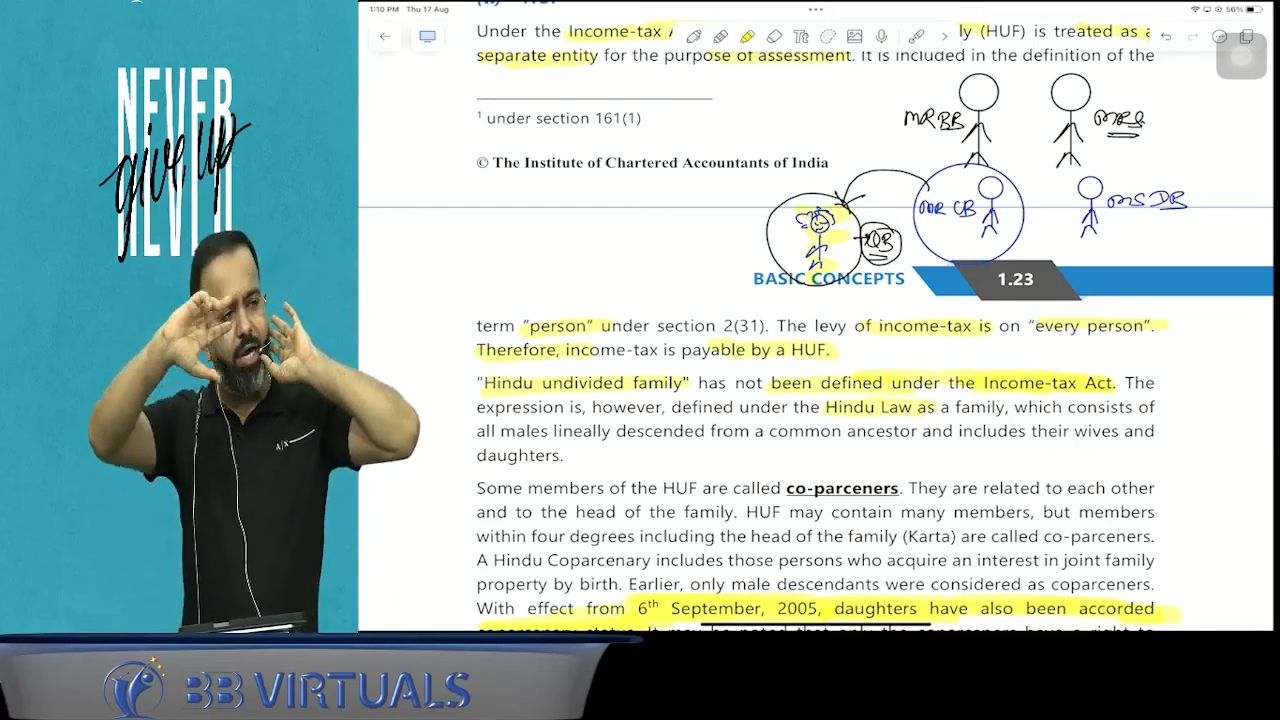 1:10 PM Thu 17 Aug
56%
NEVER
give up
NEVER
Under the Income-tax A ly (HUF) is treated as a
separate entity for the purpose of assessment. It is included in the definition of the
1 under section 161(1)
© The Institute of Chartered Accountants of India
MR BB
MRS
MR CB
MS DB
BASIC CONCEPTS
1.23
term "person" under section 2(31). The levy of income-tax is on "every person".
Therefore, income-tax is payable by a HUF.
"Hindu undivided family" has not been defined under the Income-tax Act. The
expression is, however, defined under the Hindu Law as a family, which consists of
all males lineally descended from a common ancestor and includes their wives and
daughters.
Some members of the HUF are called co-parceners. They are related to each other
and to the head of the family. HUF may contain many members, but members
within four degrees including the head of the family (Karta) are called co-parceners.
A Hindu Coparcenary includes those persons who acquire an interest in joint family
property by birth. Earlier, only male descendants were considered as coparceners.
With effect from 6th September, 2005, daughters have also been accorded
A|X
BB VIRTUALS